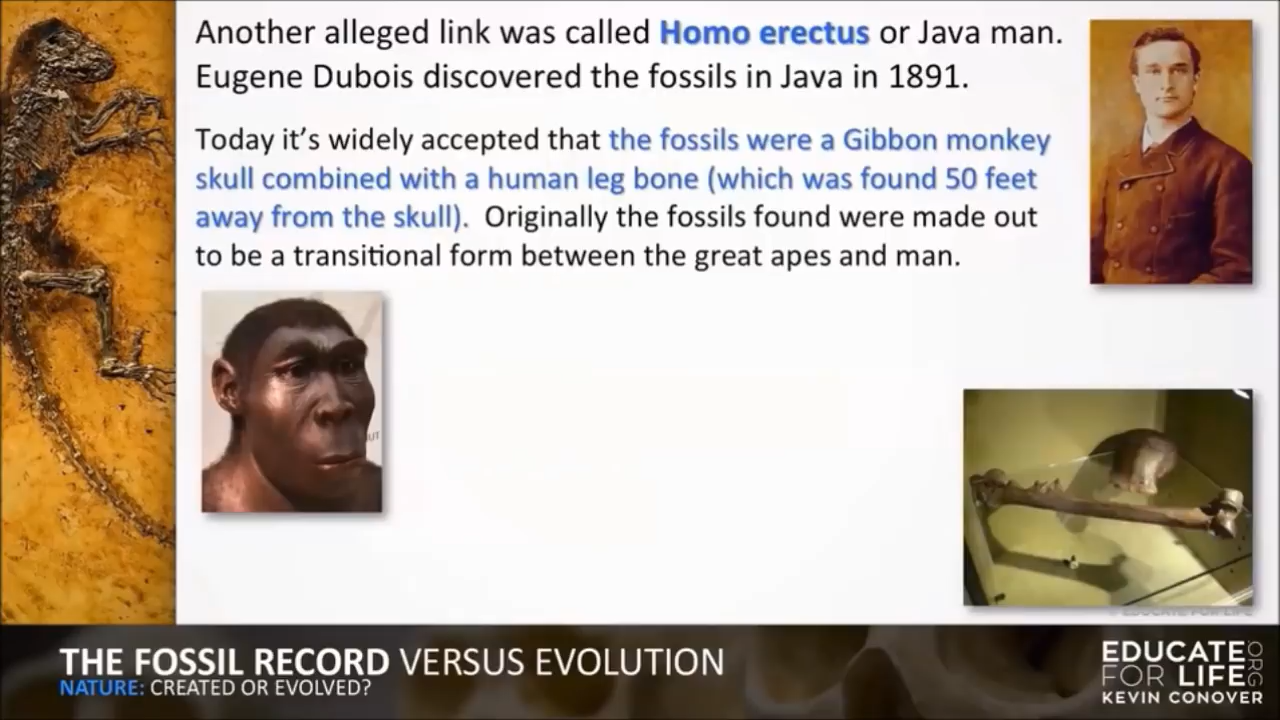 Another alleged link was called Homo erectus or Java man.
Eugene Dubois discovered the fossils in Java in 1891.
Today it's widely accepted that the fossils were a Gibbon monkey
skull combined with a human leg bone (which was found 50 feet
away from the skull). Originally the fossils found were made out
to be a transitional form between the great apes and man.
UT
© EDUCATE FOR LIFE
THE FOSSIL RECORD VERSUS EVOLUTION
NATURE: CREATED OR EVOLVED?
EDUCATE
FOR LIFE.ORG
KEVIN CONOVER